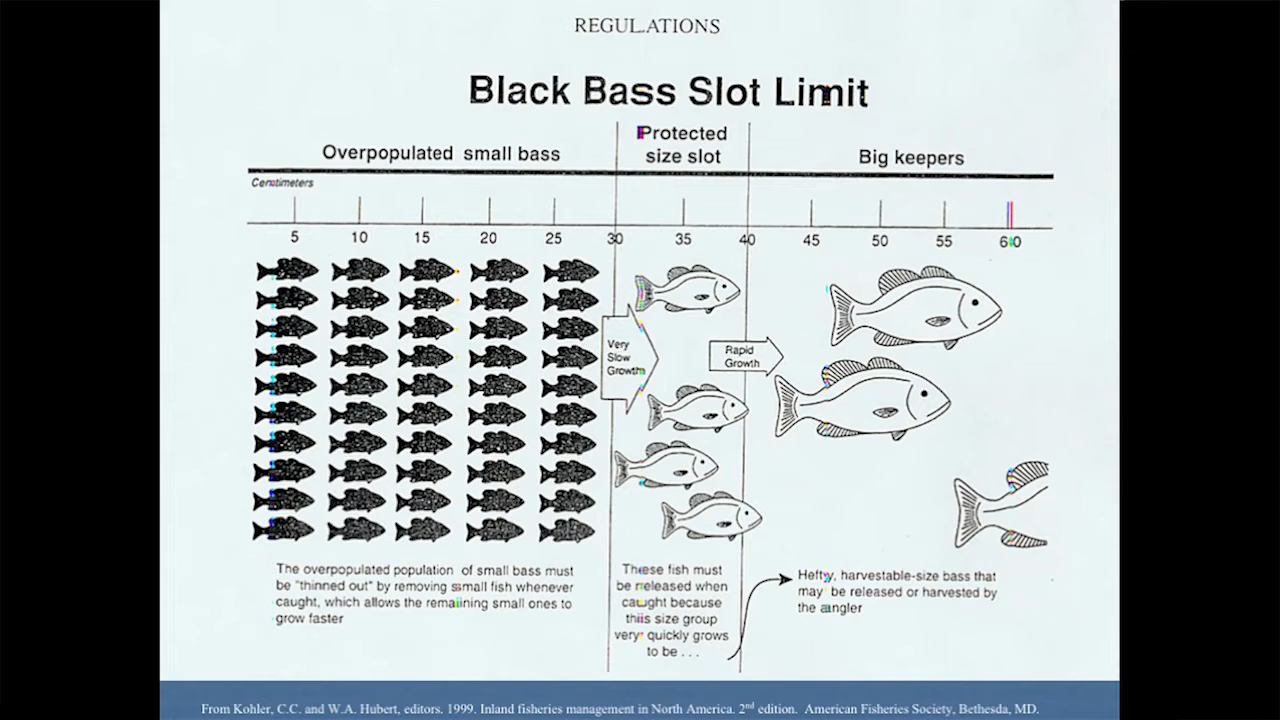 REGULATIONS
Black Bass Slot Limit
Overpopulated small bass
Protected
size slot
Big keepers
Centimeters
5 10 15 20 25 30 35 40 45 50 55 60
Very
Slow
Growth
Rapid
Growth
The overpopulated population of small bass must
be "thinned out" by removing small fish whenever
caught, which allows the remaining small ones to
grow faster
These fish must
be released when
caught because
this size group
very quickly grows
to be . . .
Hefty, harvestable-size bass that
may be released or harvested by
the angler
From Kohler, C.C. and W.A. Hubert, editors. 1999. Inland fisheries management in North America. 2nd edition. American Fisheries Society, Bethesda, MD.